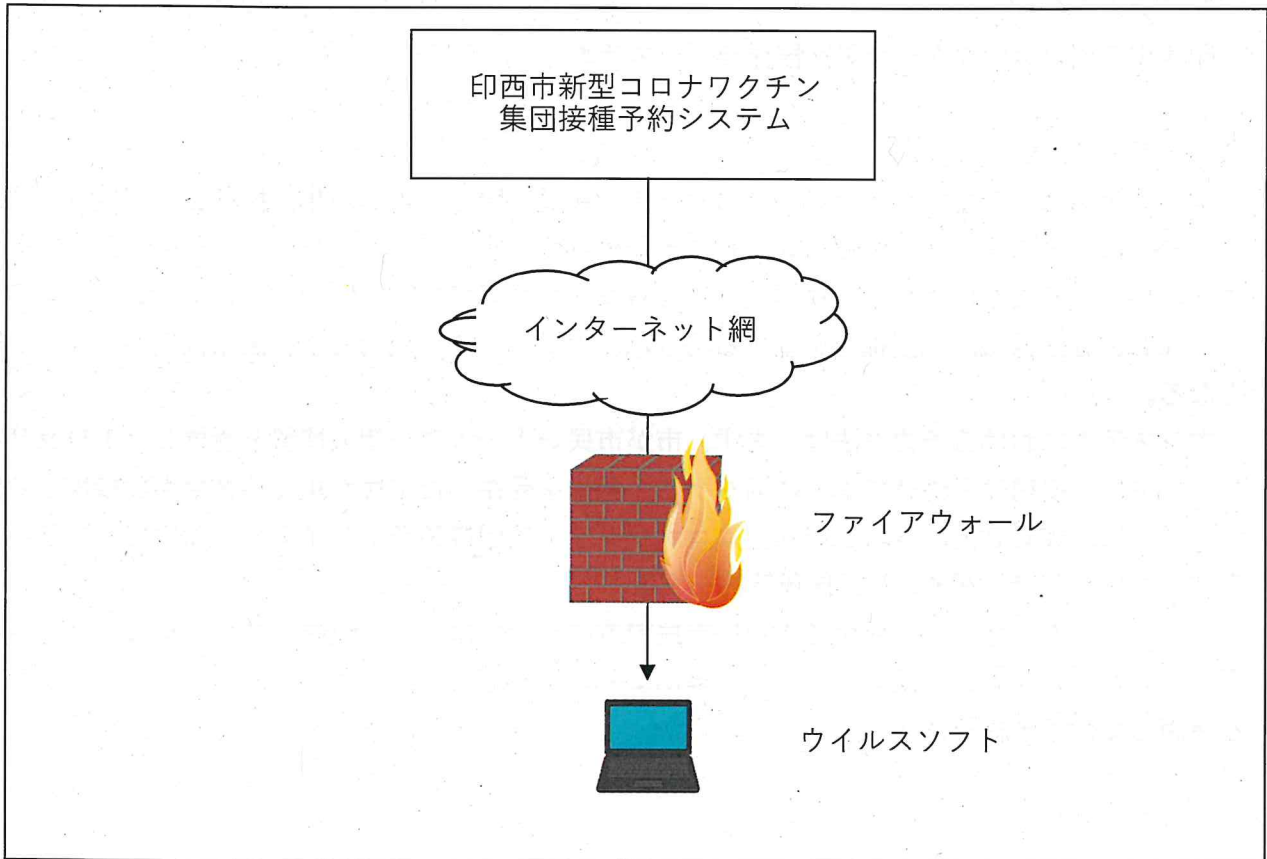 印西市新型コロナワクチン
集団接種予約システム
インターネット網
ファイアウォール
ウイルスソフト